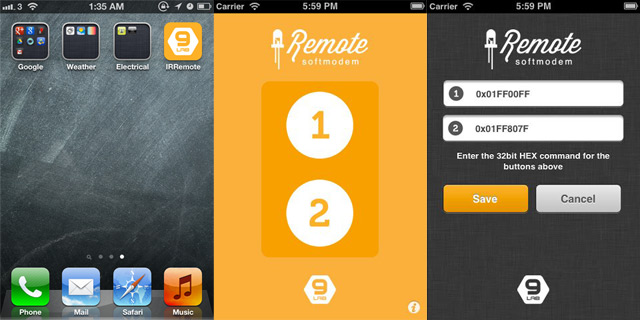 3 1:35 AM
Google Weather Electrical IRRemote
9 LAB
Phone Mail Safari Music
Carrier 5:59 PM
Remote
softmodem
1
2
9
LAB
i
Carrier 5:59 PM
Remote
softmodem
1 0x01FF00FF
2 0x01FF807F
Enter the 32bit HEX command for the
buttons above
Save Cancel
9
LAB